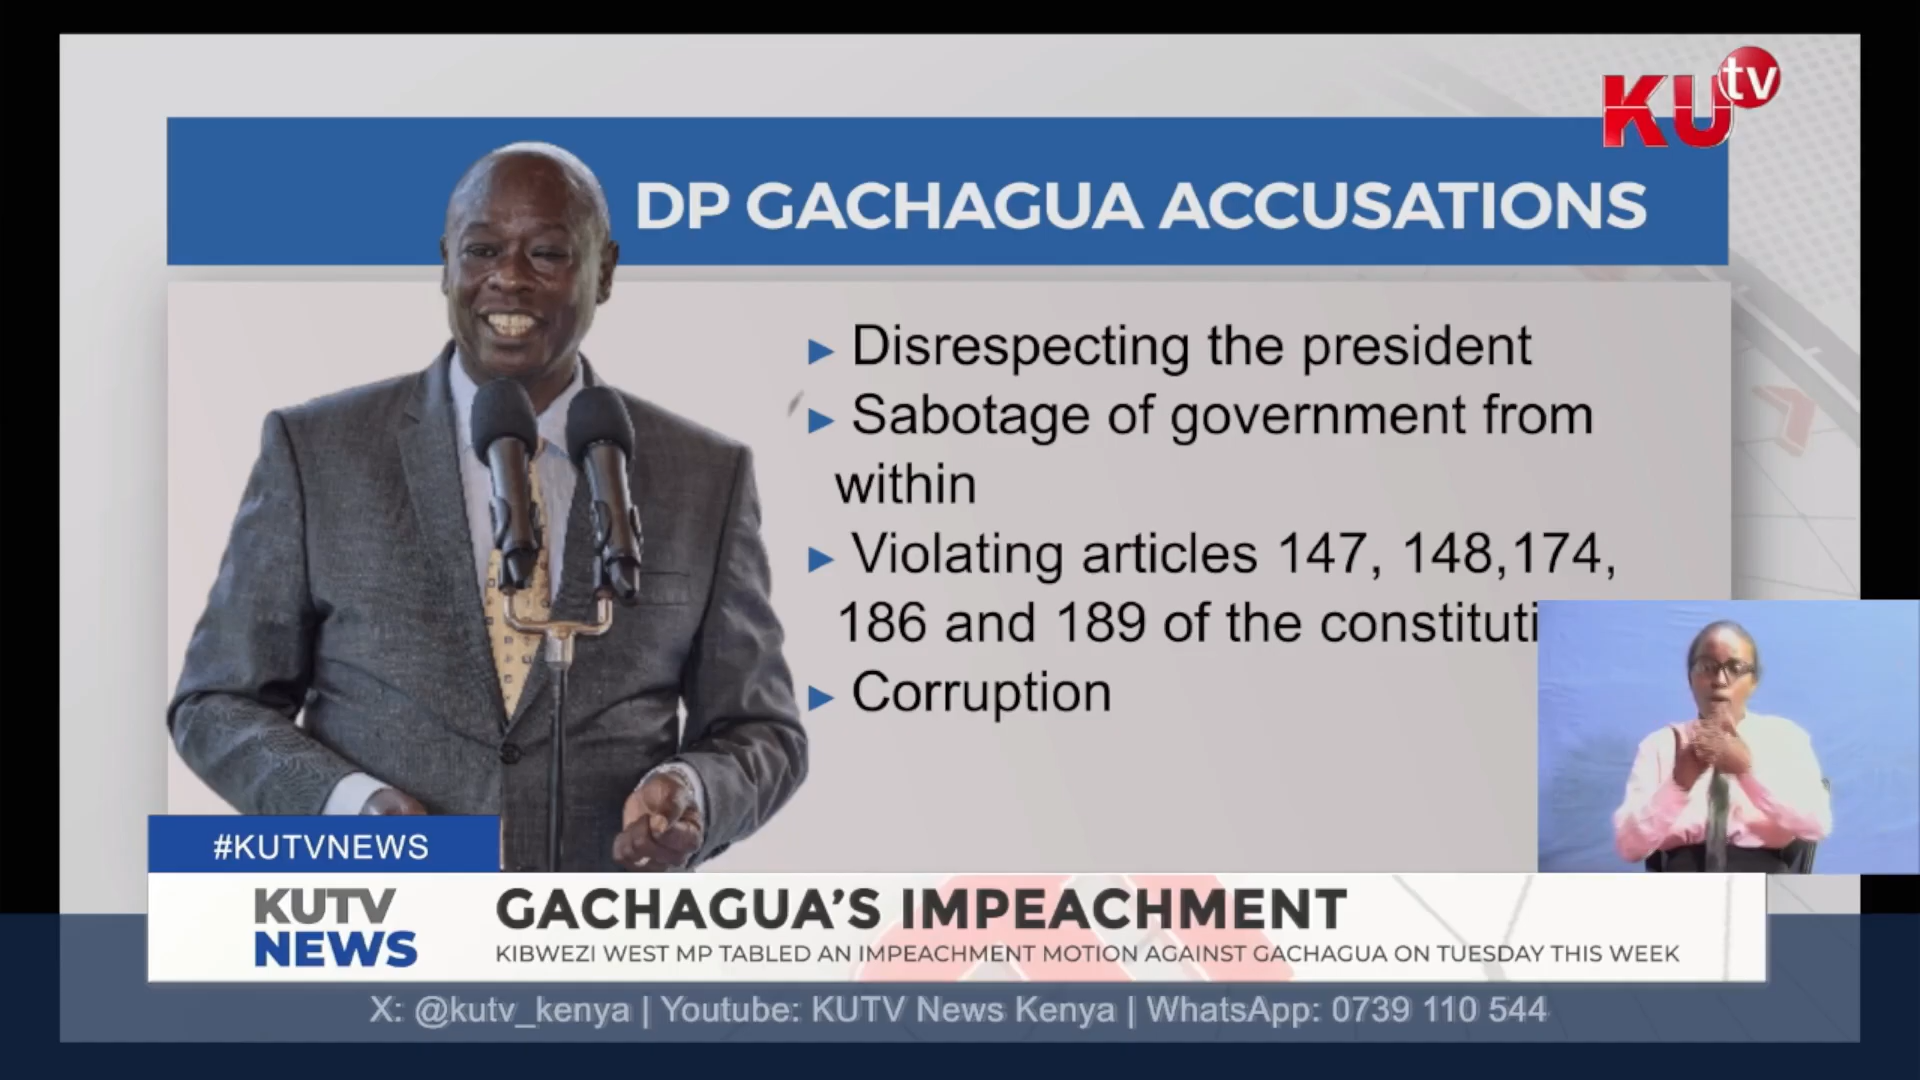 KU tv
DP GACHAGUA ACCUSATIONS
► Disrespecting the president
► Sabotage of government from
within
► Violating articles 147, 148,174,
186 and 189 of the constituti
► Corruption
#KUTVNEWS
KUTV
NEWS
GACHAGUA’S IMPEACHMENT
KIBWEZI WEST MP TABLED AN IMPEACHMENT MOTION AGAINST GACHAGUA ON TUESDAY THIS WEEK
X: @kutv_kenya | Youtube: KUTV News Kenya | WhatsApp: 0739 110 544